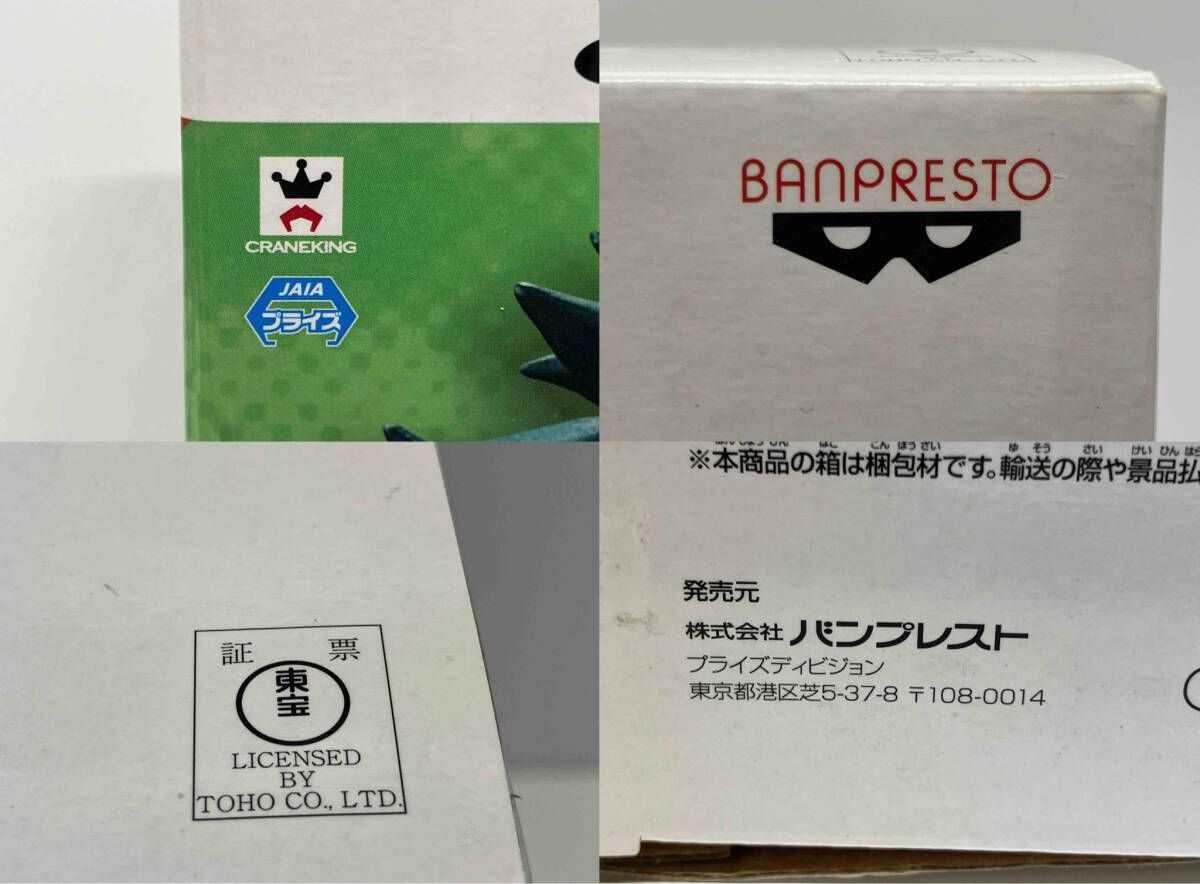 CRANEKING
JAIA
プライズ
BANPRESTO
証 票
東宝
LICENSED
BY
TOHO CO., LTD.
※本商品の箱は梱包材です。輸送の際や景品払
発売元
株式会社 バンプレスト
プライズディビジョン
東京都港区芝5-37-8 〒108-0014